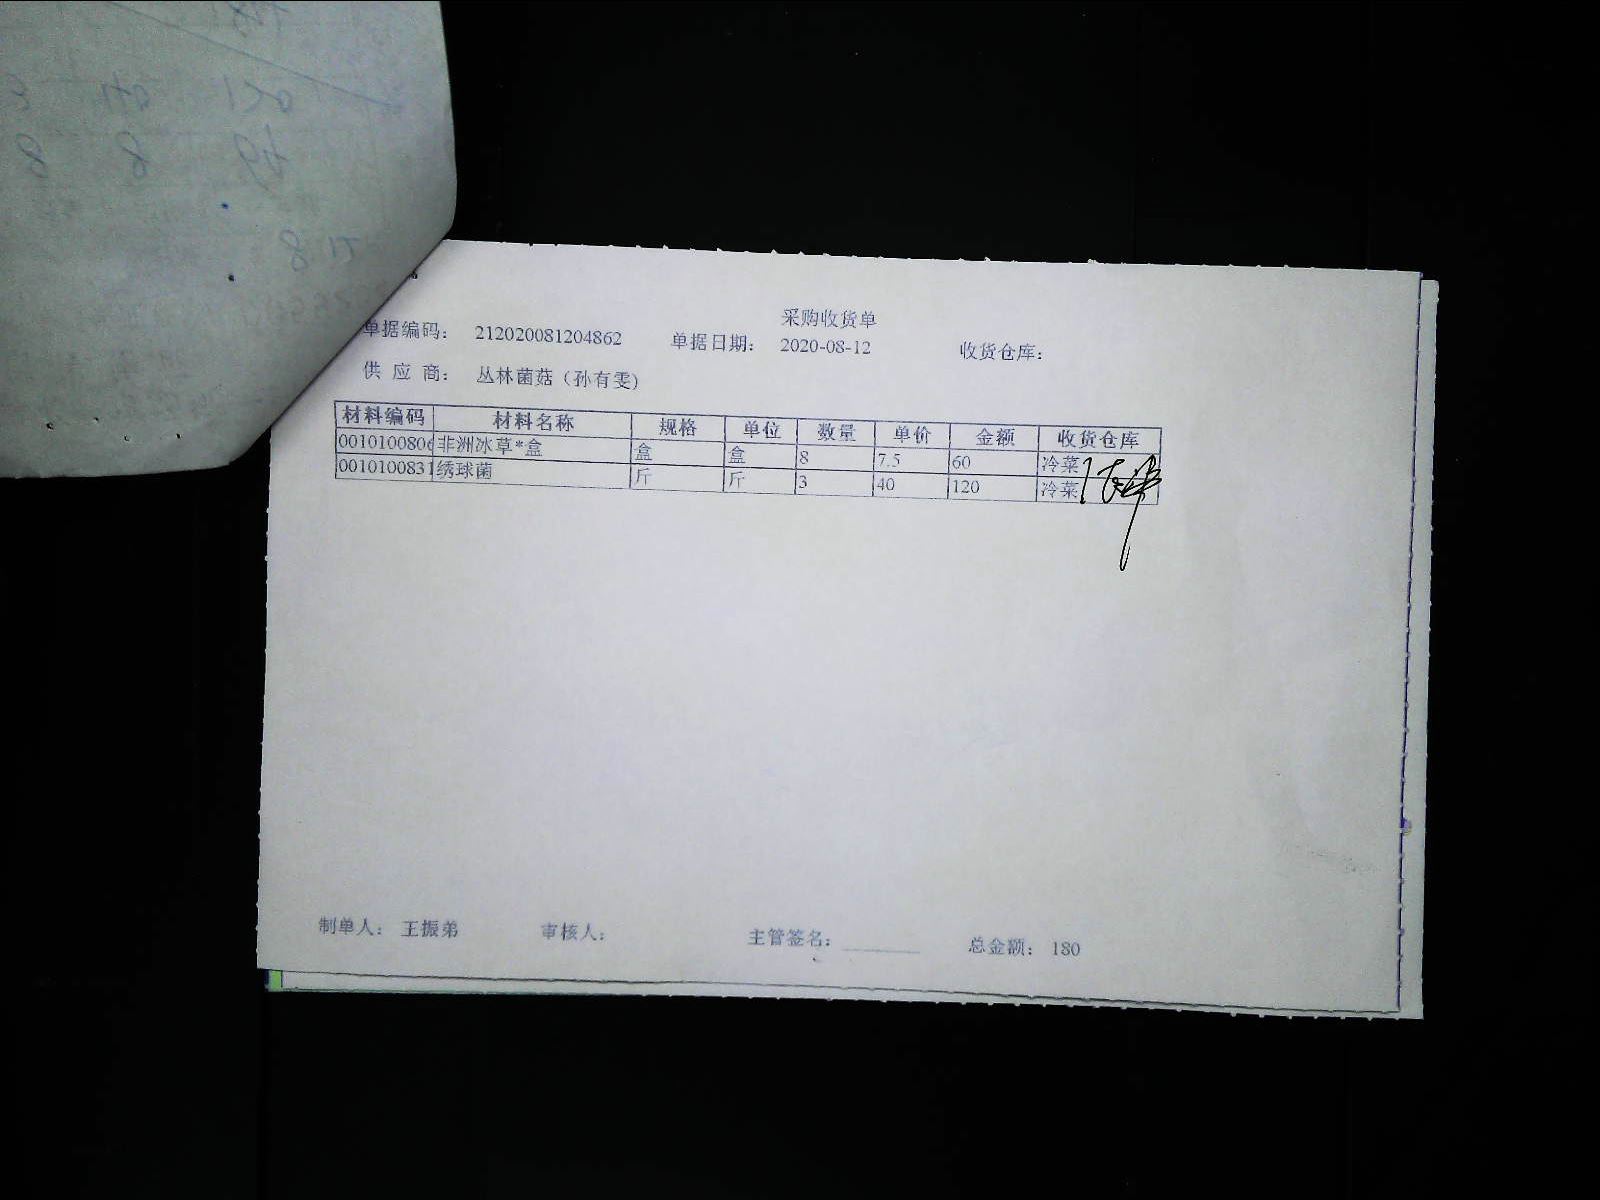 采购收货单
单据编码： 212020081204862 单据日期： 2020-08-12 收货仓库：
供 应 商： 丛林菌菇（孙有雯）
材料编码 材料名称 规格 单位 数量 单价 金额 收货仓库
0010100806 非洲冰草*盒 盒 盒 8 7.5 60 冷菜
0010100831 绣球菌 斤 斤 3 40 120 冷菜
制单人： 王振弟 审核人： 主管签名： 总金额： 180